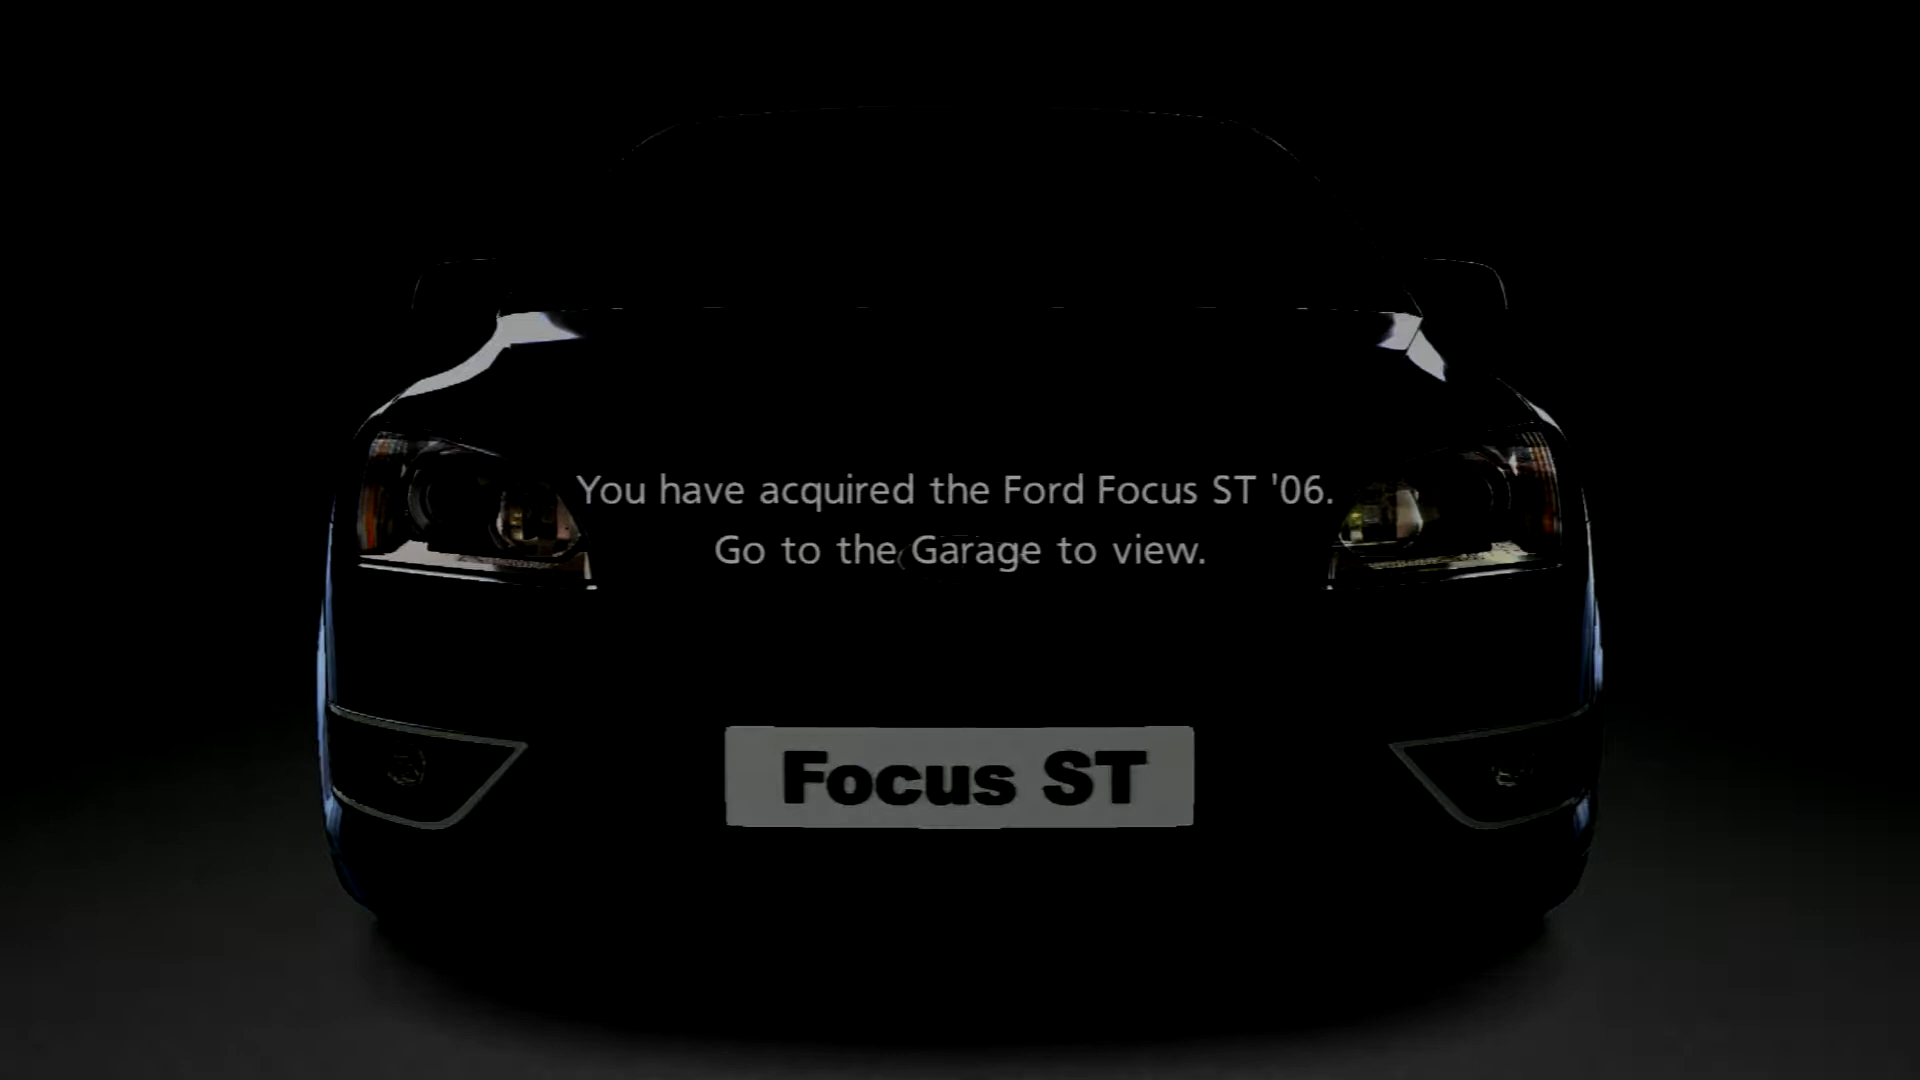 You have acquired the Ford Focus ST '06.
Go to the Garage to view.
Focus ST